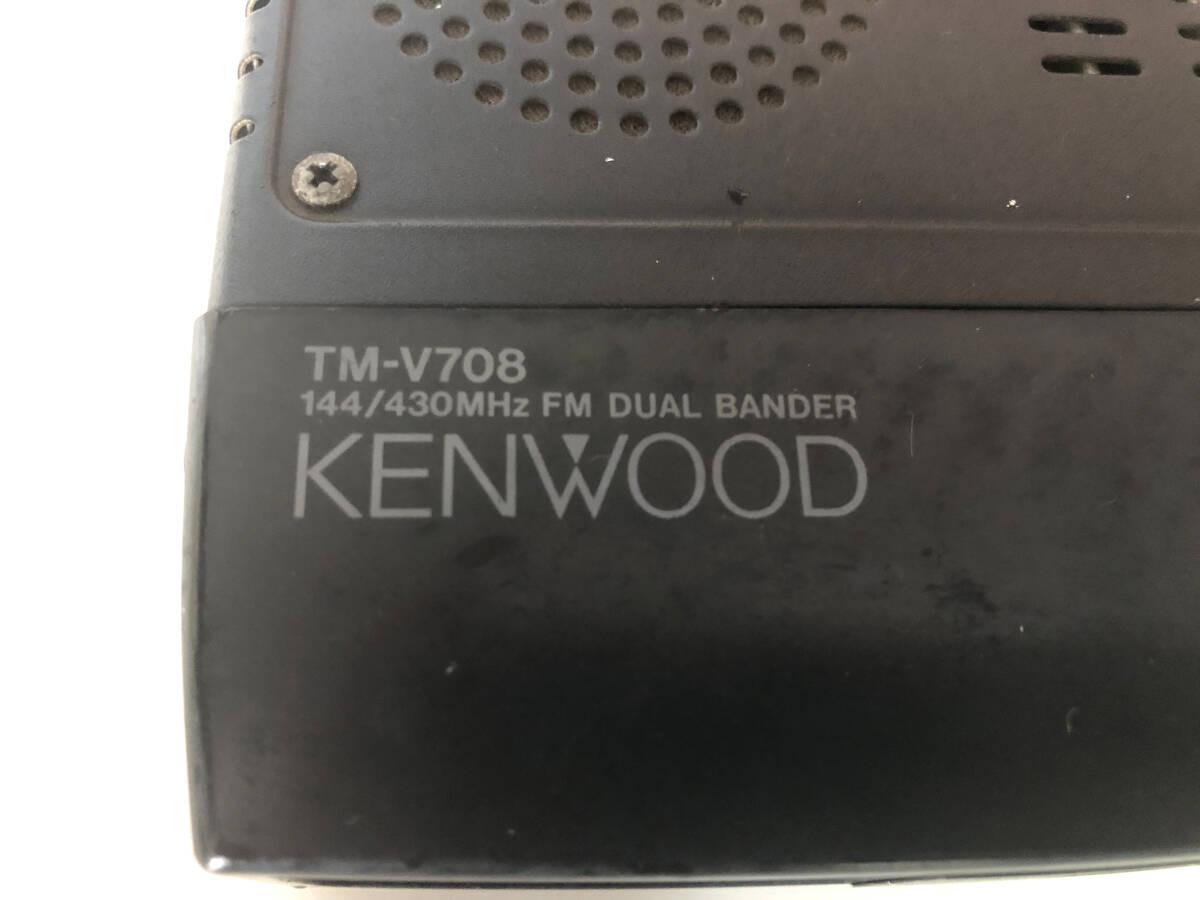 TM-V708
144/430MHz FM DUAL BANDER
KENWOOD